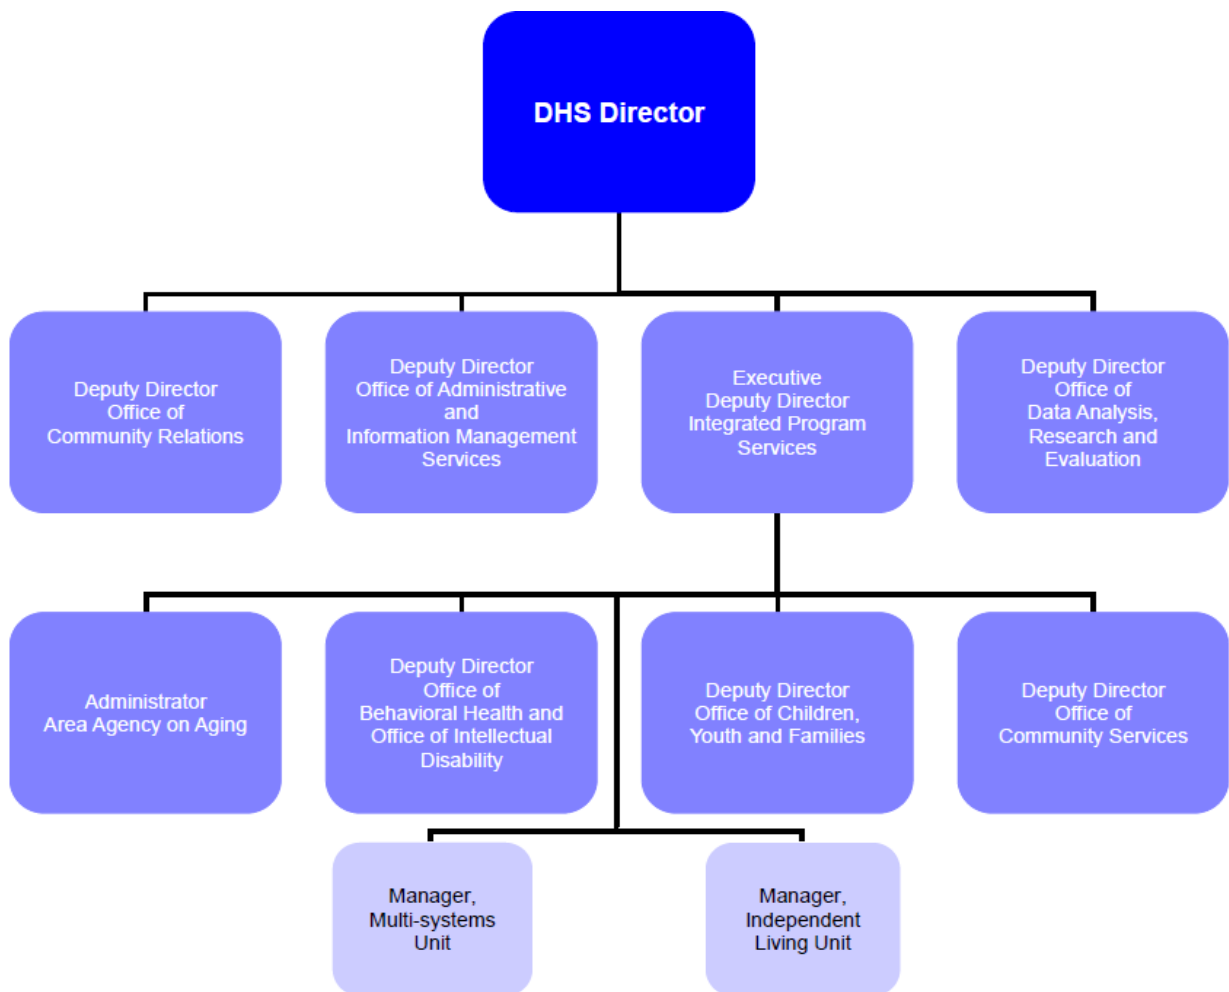 DHS Director
Deputy Director
Office of
Community Relations
Deputy Director
Office of Administrative
and
Information Management
Services
Executive
Deputy Director
Integrated Program
Services
Deputy Director
Office of
Data Analysis,
Research and
Evaluation
Administrator
Area Agency on Aging
Deputy Director
Office of
Behavioral Health and
Office of Intellectual
Disability
Deputy Director
Office of Children,
Youth and Families
Deputy Director
Office of
Community Services
Manager,
Multi-systems
Unit
Manager,
Independent
Living Unit